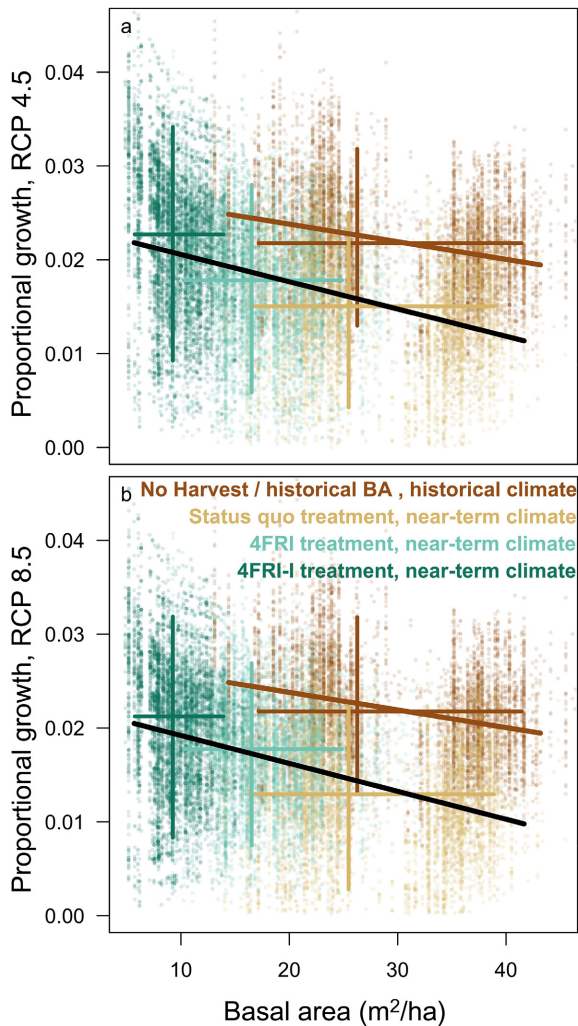 a
Proportional growth, RCP 4.5
0.04
0.03
0.02
0.01
0.00
b
No Harvest / historical BA , historical climate
Status quo treatment, near-term climate
4FRI treatment, near-term climate
4FRI-I treatment, near-term climate
Proportional growth, RCP 8.5
0.04
0.03
0.02
0.01
0.00
10 20 30 40
Basal area (m²/ha)